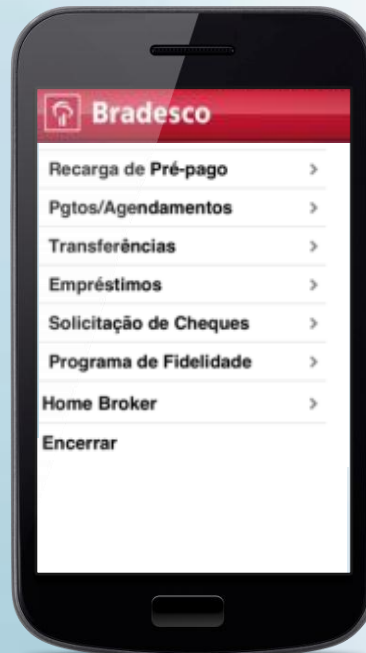 Bradesco
Recarga de Pré-pago
Pgtos/Agendamentos
Transferências
Empréstimos
Solicitação de Cheques
Programa de Fidelidade
Home Broker
Encerrar